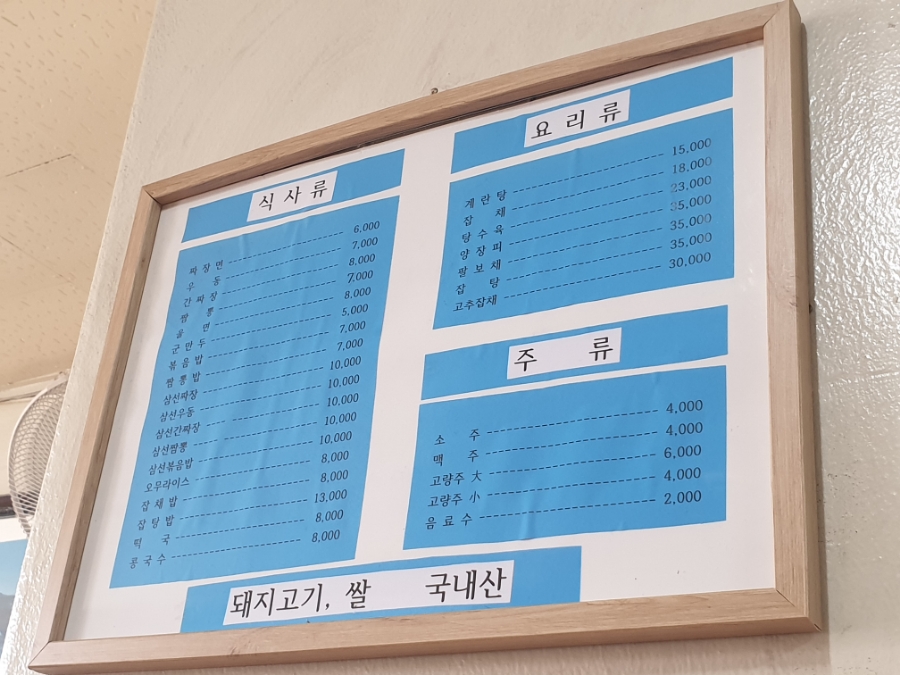 식사류
짜장면 6,000
우동 7,000
간짜장 8,000
짬뽕 7,000
울면 8,000
군만두 5,000
볶음밥 7,000
짬뽕밥 7,000
삼선짜장 10,000
삼선우동 10,000
삼선간짜장 10,000
삼선짬뽕 10,000
삼선볶음밥 10,000
오무라이스 8,000
잡채밥 8,000
잡탕밥 13,000
떡국 8,000
콩국수 8,000
요리류
계란탕 15,000
잡채 18,000
탕수육 23,000
양장피 35,000
팔보채 35,000
잡탕 35,000
고추잡채 30,000
주류
소주 4,000
맥주 4,000
고량주 大 6,000
고량주 小 4,000
음료수 2,000
돼지고기, 쌀 국내산